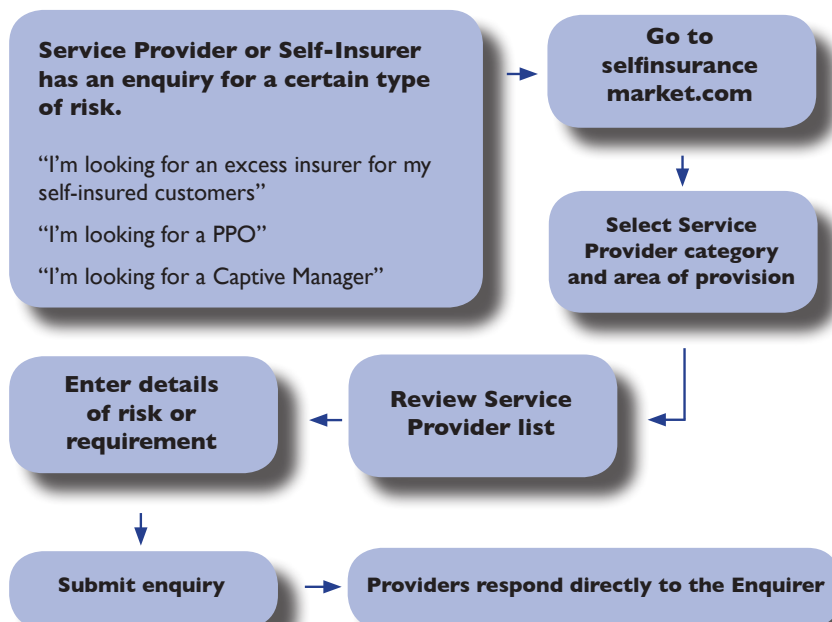 Service Provider or Self-Insurer
has an enquiry for a certain type
of risk.
“I’m looking for an excess insurer for my
self-insured customers”
“I’m looking for a PPO”
“I’m looking for a Captive Manager”
Go to
selfinsurance
market.com
Select Service
Provider category
and area of provision
Review Service
Provider list
Enter details
of risk or
requirement
Submit enquiry
Providers respond directly to the Enquirer